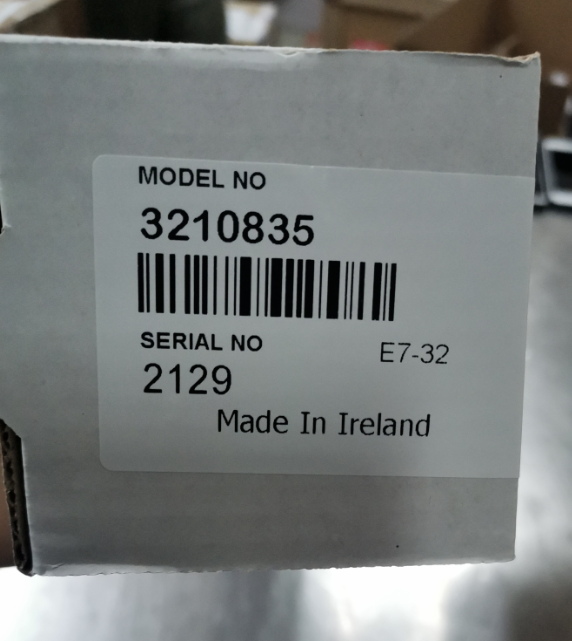 MODEL NO
3210835
SERIAL NO
E7-32
2129
Made In Ireland